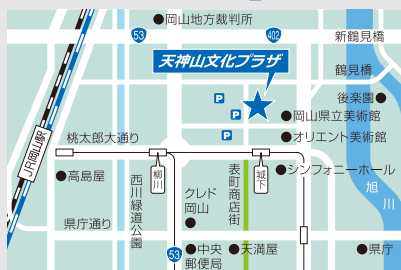 岡山地方裁判所
53
402
新鶴見橋
天神山文化プラザ
鶴見橋
P
後楽園
P
岡山県立美術館
P
オリエント美術館
桃太郎大通り
JR岡山駅
シンフォニーホール
高島屋
柳川
城下
西川緑道公園
クレド
岡山
表町商店街
旭川
県庁通り
53
中央
郵便局
天満屋
県庁